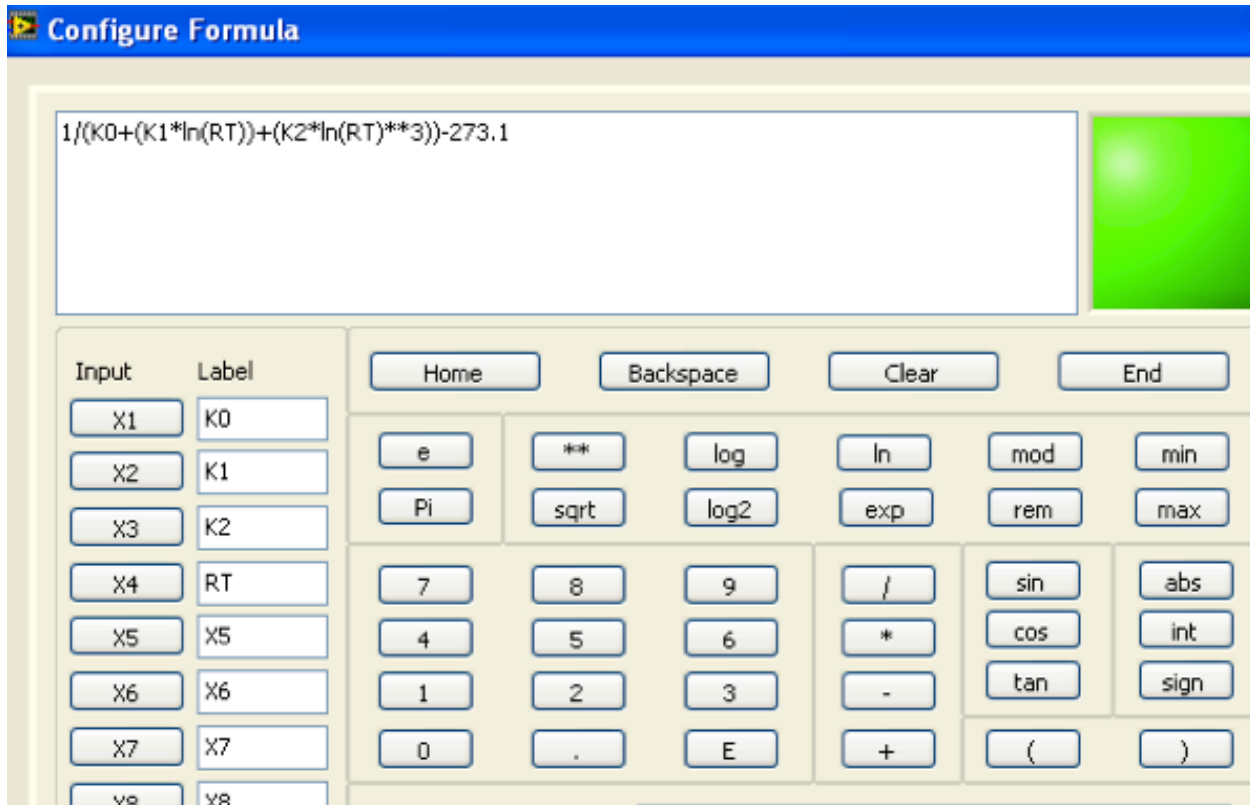 Configure Formula
1/(K0+(K1*ln(RT))+(K2*ln(RT)**3))-273.1
Input Label Home Backspace Clear End
X1 K0
e ** log ln mod min
X2 K1
Pi sqrt log2 exp rem max
X3 K2
X4 RT 7 8 9 / sin abs
X5 X5 4 5 6 * cos int
X6 X6 1 2 3 - tan sign
X7 X7 0 . E + ( )
X8 X8